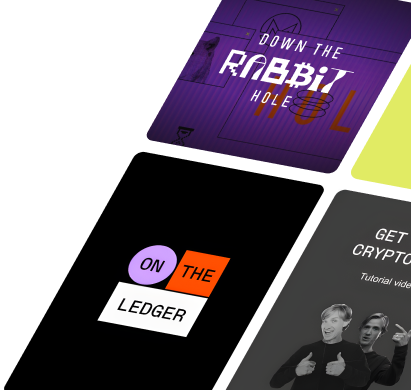 DOWN THE
RABBiT
HOLE
ON
THE
LEDGER
GET
CRYPTO
Tutorial vide